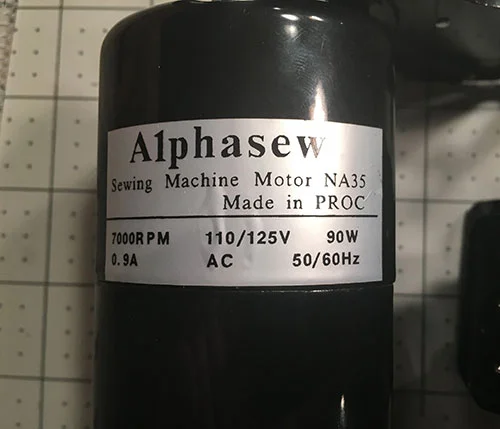 Alphasew
Sewing Machine Motor NA35
Made in PROC
7000RPM 110/125V 90W
0.9A AC 50/60Hz